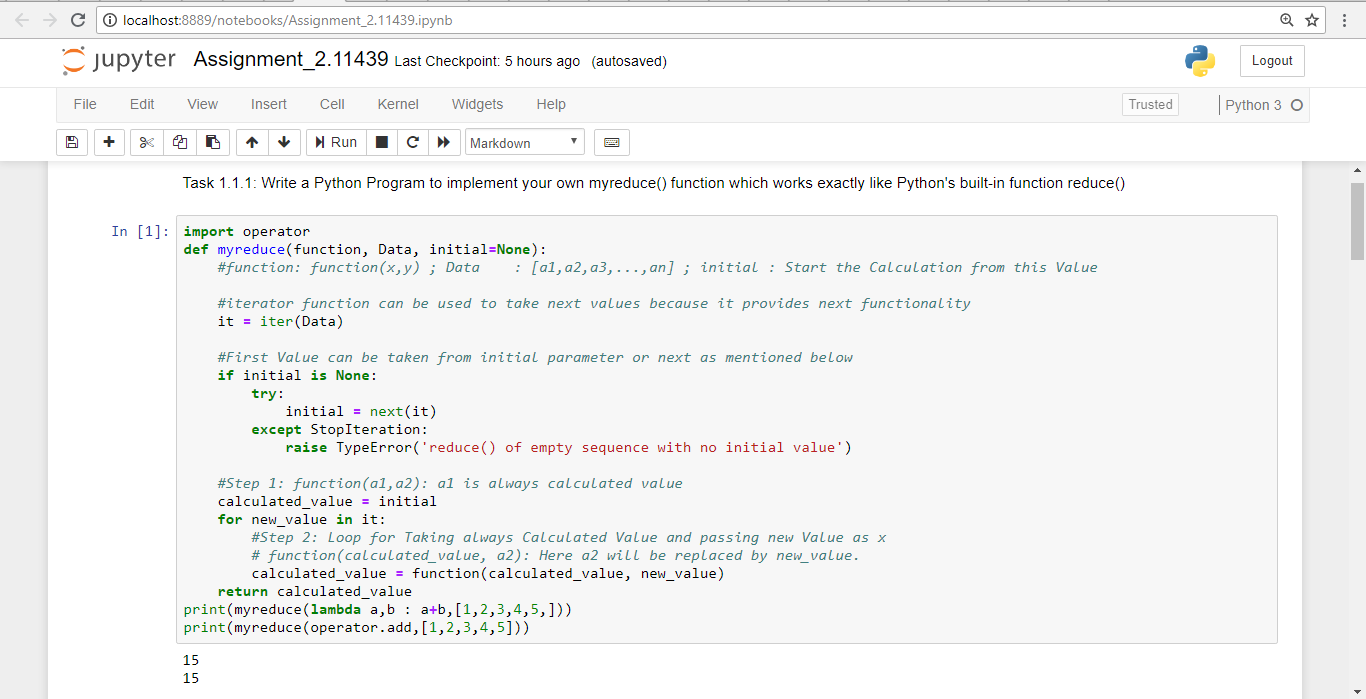 localhost:8889/notebooks/Assignment_2.11439.ipynb
jupyter Assignment_2.11439 Last Checkpoint: 5 hours ago (autosaved) Logout
File Edit View Insert Cell Kernel Widgets Help Trusted Python 3
Run Markdown
Task 1.1.1: Write a Python Program to implement your own myreduce() function which works exactly like Python's built-in function reduce()
In [1]: import operator
def myreduce(function, Data, initial=None):
    #function: function(x,y) ; Data    : [a1,a2,a3,...,an] ; initial : Start the Calculation from this Value
    #iterator function can be used to take next values because it provides next functionality
    it = iter(Data)
    #First Value can be taken from initial parameter or next as mentioned below
    if initial is None:
        try:
            initial = next(it)
        except StopIteration:
            raise TypeError('reduce() of empty sequence with no initial value')
    #Step 1: function(a1,a2): a1 is always calculated value
    calculated_value = initial
    for new_value in it:
        #Step 2: Loop for Taking always Calculated Value and passing new Value as x
        # function(calculated_value, a2): Here a2 will be replaced by new_value.
        calculated_value = function(calculated_value, new_value)
    return calculated_value
print(myreduce(lambda a,b : a+b,[1,2,3,4,5,]))
print(myreduce(operator.add,[1,2,3,4,5]))
15
15